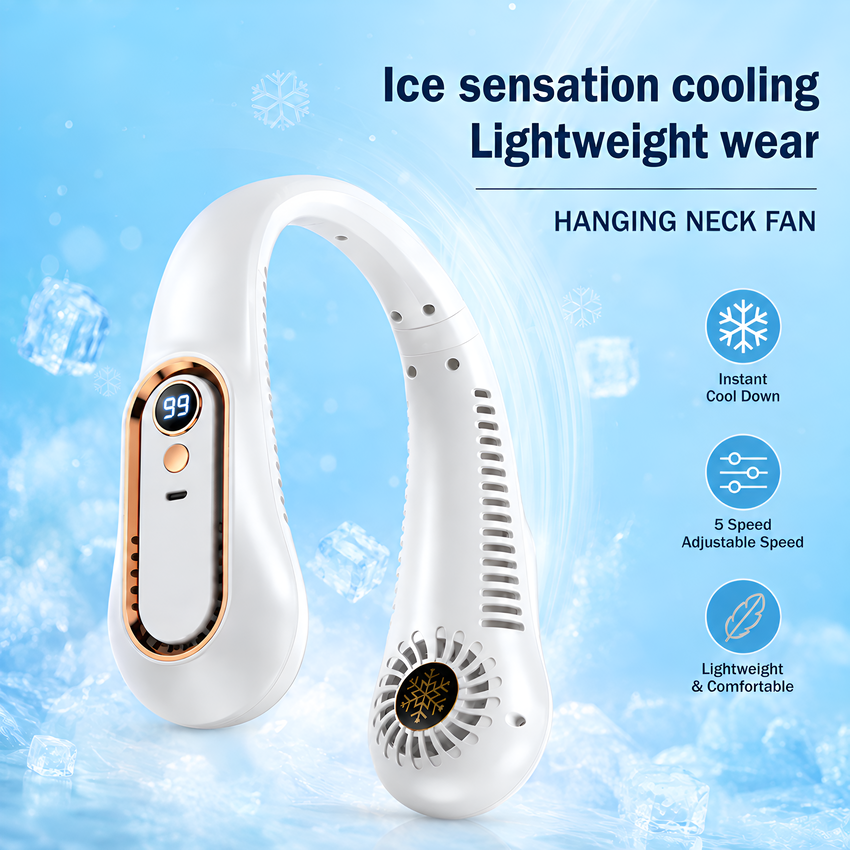 Ice sensation cooling
Lightweight wear
HANGING NECK FAN
Instant
Cool Down
99
5 Speed
Adjustable Speed
Lightweight
& Comfortable